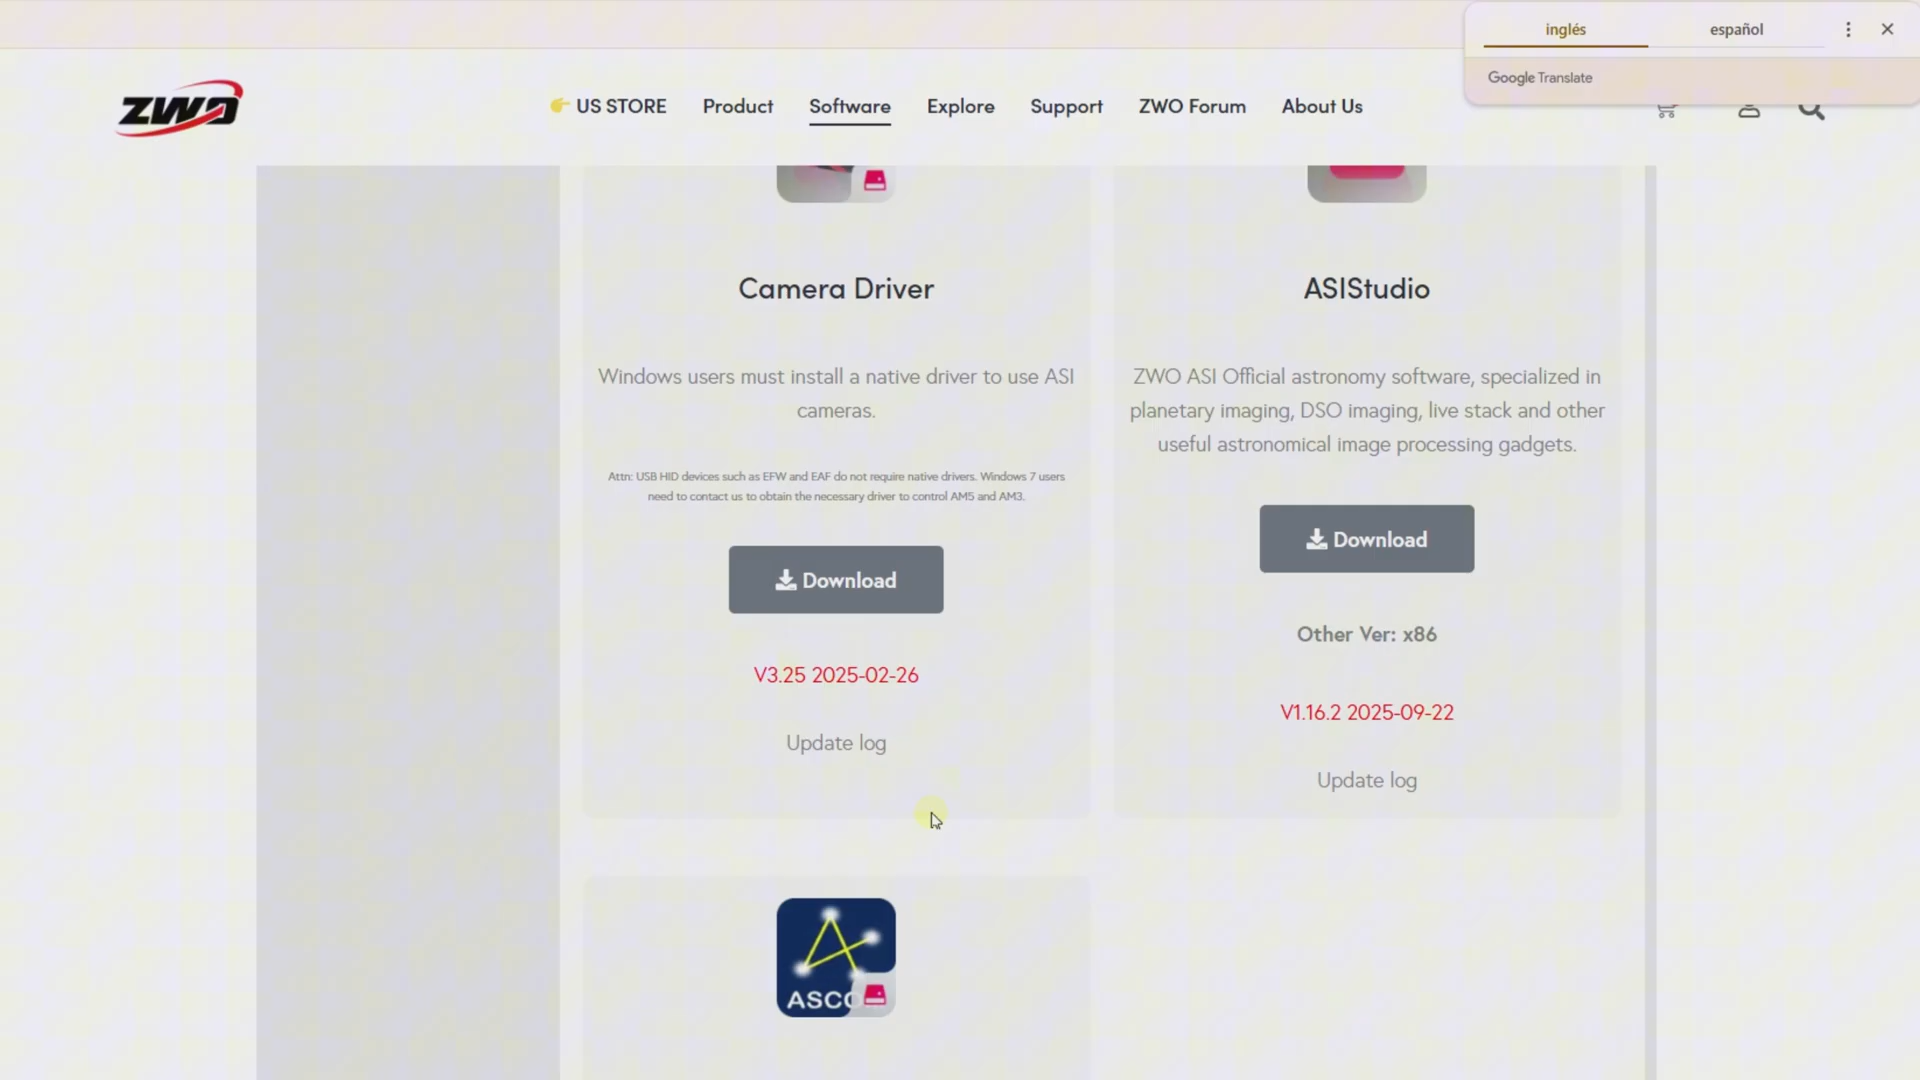 inglés español
Google Translate
ZWO
US STORE Product Software Explore Support ZWO Forum About Us
Camera Driver
Windows users must install a native driver to use ASI
cameras.
Attn: USB HID devices such as EFW and EAF do not require native drivers. Windows 7 users
need to contact us to obtain the necessary driver to control AM5 and AM3.
Download
V3.25 2025-02-26
Update log
ASIStudio
ZWO ASI Official astronomy software, specialized in
planetary imaging, DSO imaging, live stack and other
useful astronomical image processing gadgets.
Download
Other Ver: x86
V1.16.2 2025-09-22
Update log
ASCO